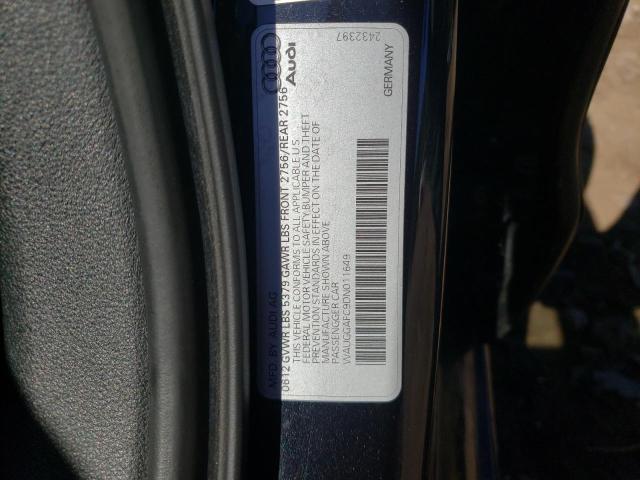 MFD. BY AUDI AG
0612 GVWR LBS 5379 GAWR LBS FRONT 2756/REAR 2756
THIS VEHICLE CONFORMS TO ALL APPLICABLE U.S.
FEDERAL MOTOR VEHICLE SAFETY, BUMPER AND THEFT
PREVENTION STANDARDS IN EFFECT ON THE DATE OF
MANUFACTURE SHOWN ABOVE
PASSENGER CAR
WAUGGAFC9DN011649
Audi
GERMANY
2432397